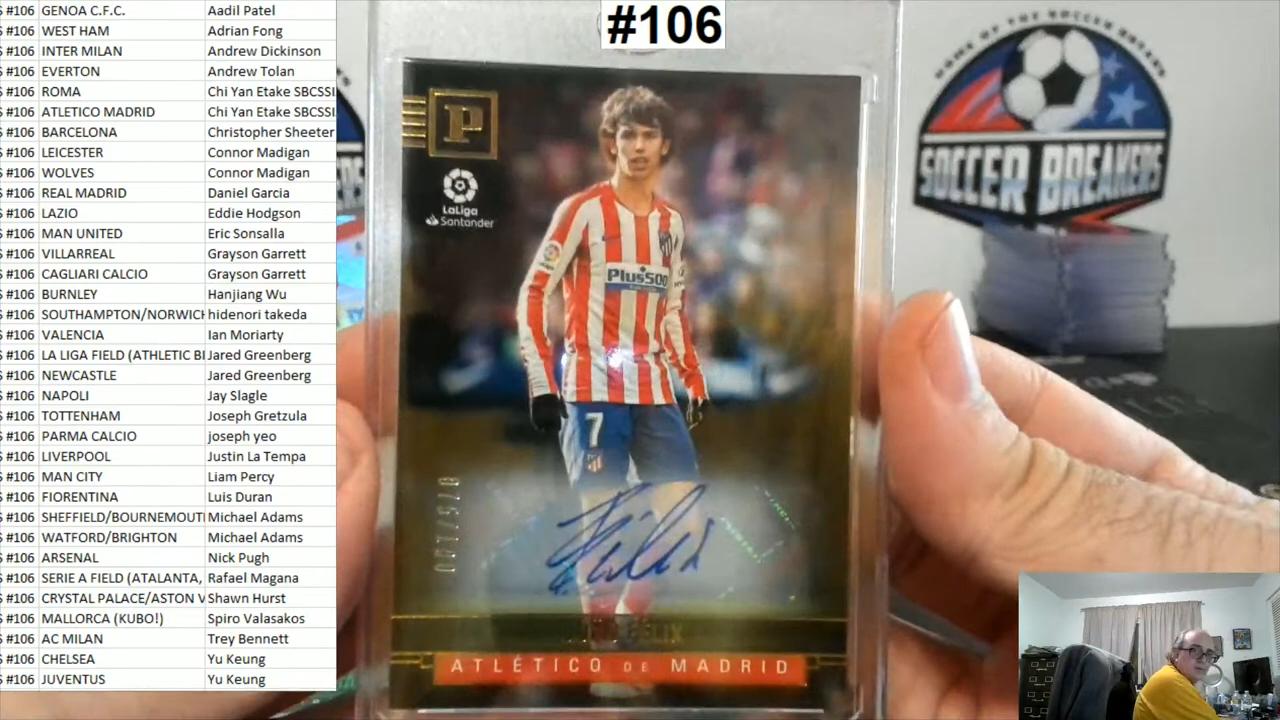 #106 GENOA C.F.C. Aadil Patel
#106 WEST HAM Adrian Fong
#106 INTER MILAN Andrew Dickinson
#106 EVERTON Andrew Tolan
#106 ROMA Chi Yan Etake SBCSSI
#106 ATLETICO MADRID Chi Yan Etake SBCSSI
#106 BARCELONA Christopher Sheeter
#106 LEICESTER Connor Madigan
#106 WOLVES Connor Madigan
#106 REAL MADRID Daniel Garcia
#106 LAZIO Eddie Hodgson
#106 MAN UNITED Eric Sonsalla
#106 VILLARREAL Grayson Garrett
#106 CAGLIARI CALCIO Grayson Garrett
#106 BURNLEY Hanjiang Wu
#106 SOUTHAMPTON/NORWICH hidenori takeda
#106 VALENCIA Ian Moriarty
#106 LA LIGA FIELD (ATHLETIC BI Jared Greenberg
#106 NEWCASTLE Jared Greenberg
#106 NAPOLI Jay Slagle
#106 TOTTENHAM Joseph Gretzula
#106 PARMA CALCIO joseph yeo
#106 LIVERPOOL Justin La Tempa
#106 MAN CITY Liam Percy
#106 FIORENTINA Luis Duran
#106 SHEFFIELD/BOURNEMOUTH Michael Adams
#106 WATFORD/BRIGHTON Michael Adams
#106 ARSENAL Nick Pugh
#106 SERIE A FIELD (ATALANTA, Rafael Magana
#106 CRYSTAL PALACE/ASTON V Shawn Hurst
#106 MALLORCA (KUBO!) Spiro Valasakos
#106 AC MILAN Trey Bennett
#106 CHELSEA Yu Keung
#106 JUVENTUS Yu Keung
#106
P
LaLiga
Santander
Plus500
7
078/100
FELIX
ATLÉTICO DE MADRID
HOME OF THE SOCCER BREAKERS
SOCCER BREAKERS